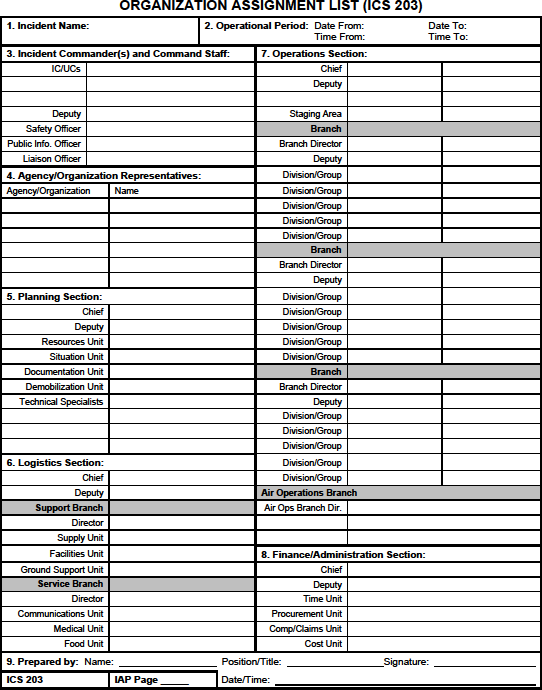 ORGANIZATION ASSIGNMENT LIST (ICS 203)
1. Incident Name:
2. Operational Period: Date From: Date To:
Time From: Time To:
3. Incident Commander(s) and Command Staff:
IC/UCs
Deputy
Safety Officer
Public Info. Officer
Liaison Officer
4. Agency/Organization Representatives:
Agency/Organization Name
5. Planning Section:
Chief
Deputy
Resources Unit
Situation Unit
Documentation Unit
Demobilization Unit
Technical Specialists
6. Logistics Section:
Chief
Deputy
Support Branch
Director
Supply Unit
Facilities Unit
Ground Support Unit
Service Branch
Director
Communications Unit
Medical Unit
Food Unit
7. Operations Section:
Chief
Deputy
Staging Area
Branch
Branch Director
Deputy
Division/Group
Division/Group
Division/Group
Division/Group
Division/Group
Branch
Branch Director
Deputy
Division/Group
Division/Group
Division/Group
Division/Group
Division/Group
Branch
Branch Director
Deputy
Division/Group
Division/Group
Division/Group
Division/Group
Division/Group
Air Operations Branch
Air Ops Branch Dir.
8. Finance/Administration Section:
Chief
Deputy
Time Unit
Procurement Unit
Comp/Claims Unit
Cost Unit
9. Prepared by: Name: Position/Title: Signature:
ICS 203 IAP Page _____ Date/Time: